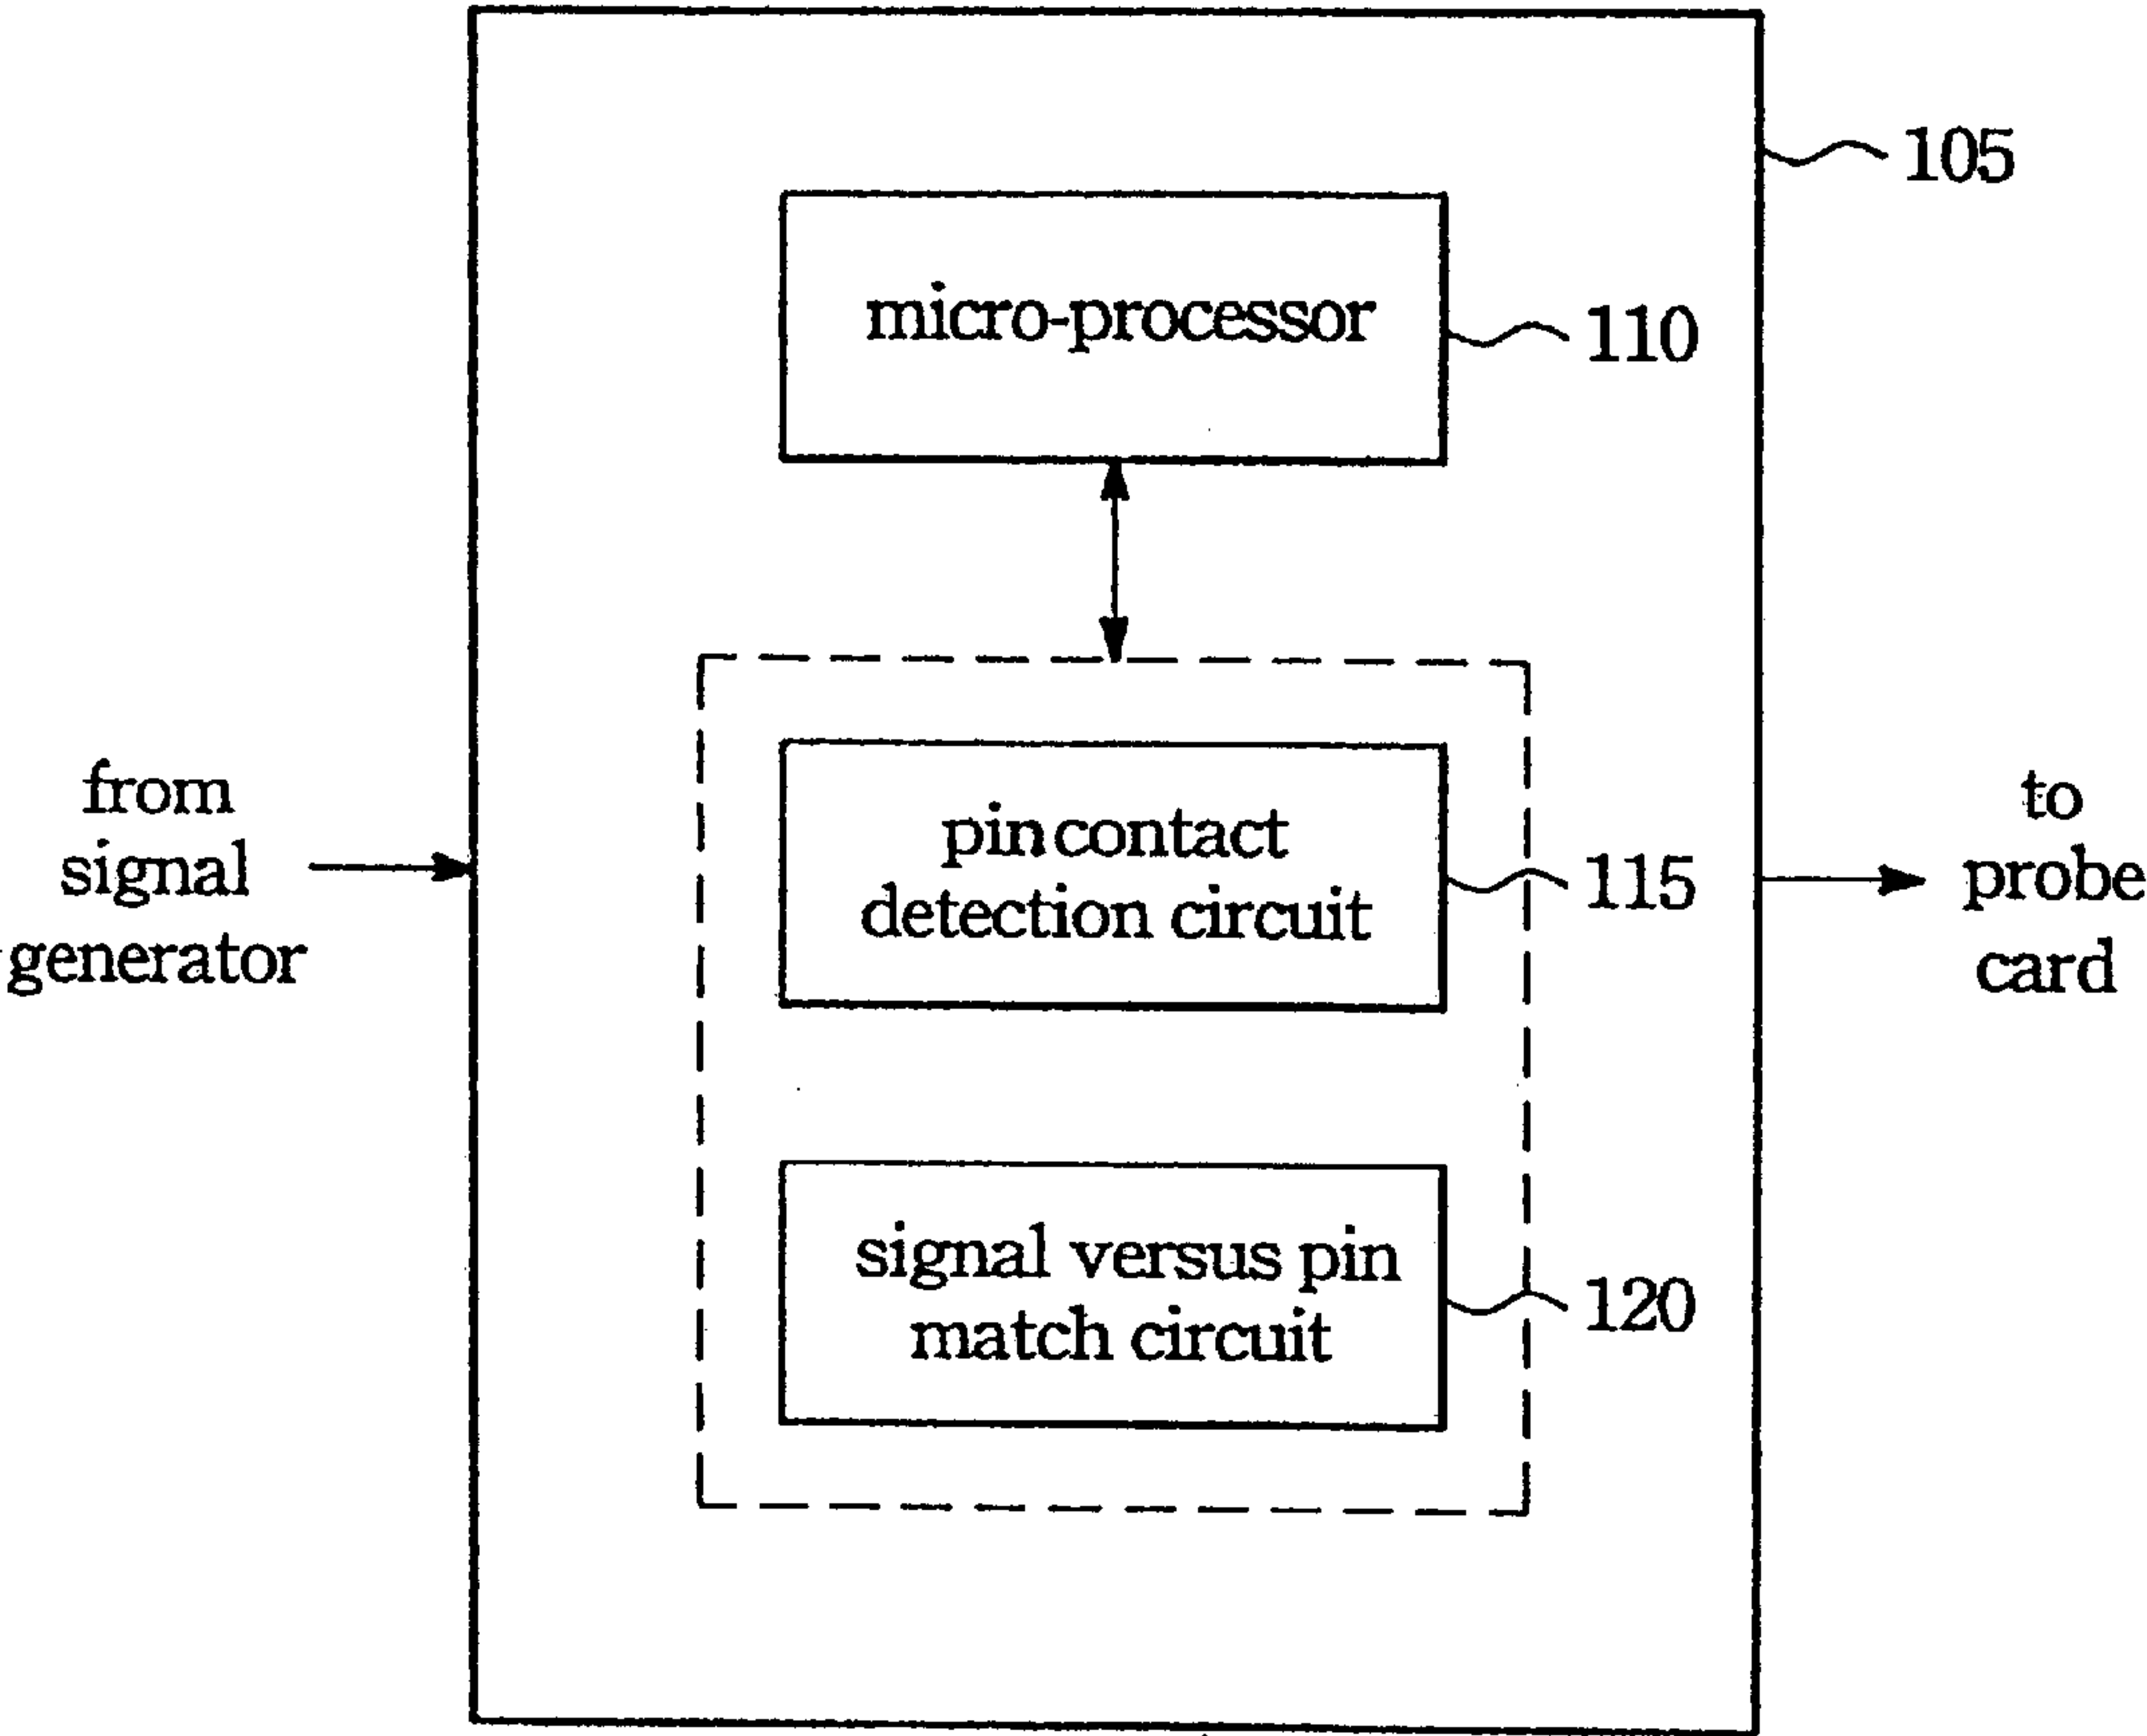 105
micro-processor
110
from
signal
generator
pin contact
detection circuit
115
to
probe
card
signal versus pin
match circuit
120